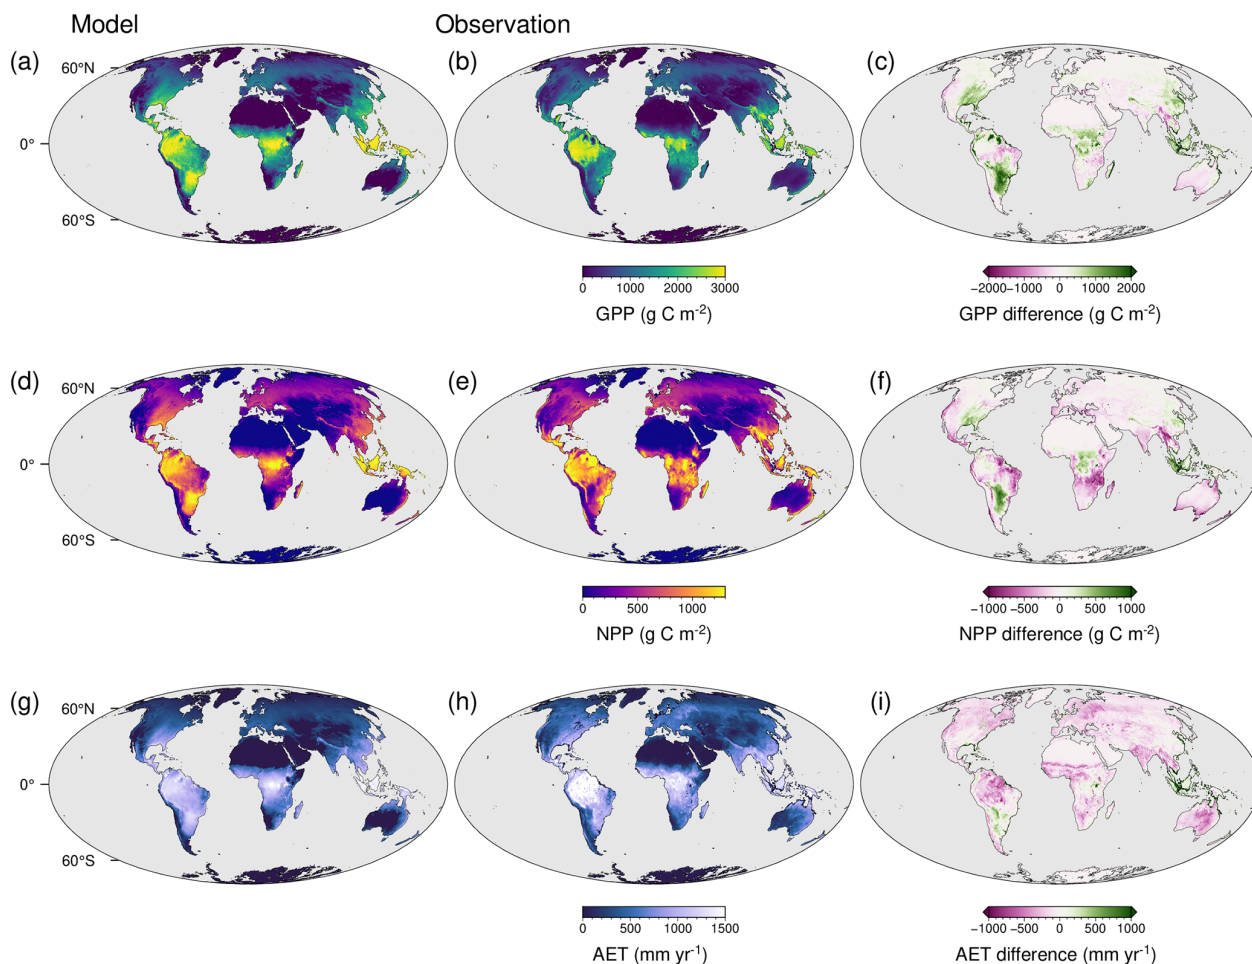 Model Observation
(a) (b) (c)
60°N
0°
60°S
0 1000 2000 3000
GPP (g C m-2)
−2000 −1000 0 1000 2000
GPP difference (g C m-2)
(d) (e) (f)
60°N
0°
60°S
0 500 1000
NPP (g C m-2)
−1000 −500 0 500 1000
NPP difference (g C m-2)
(g) (h) (i)
60°N
0°
60°S
0 500 1000 1500
AET (mm yr-1)
−1000 −500 0 500 1000
AET difference (mm yr-1)